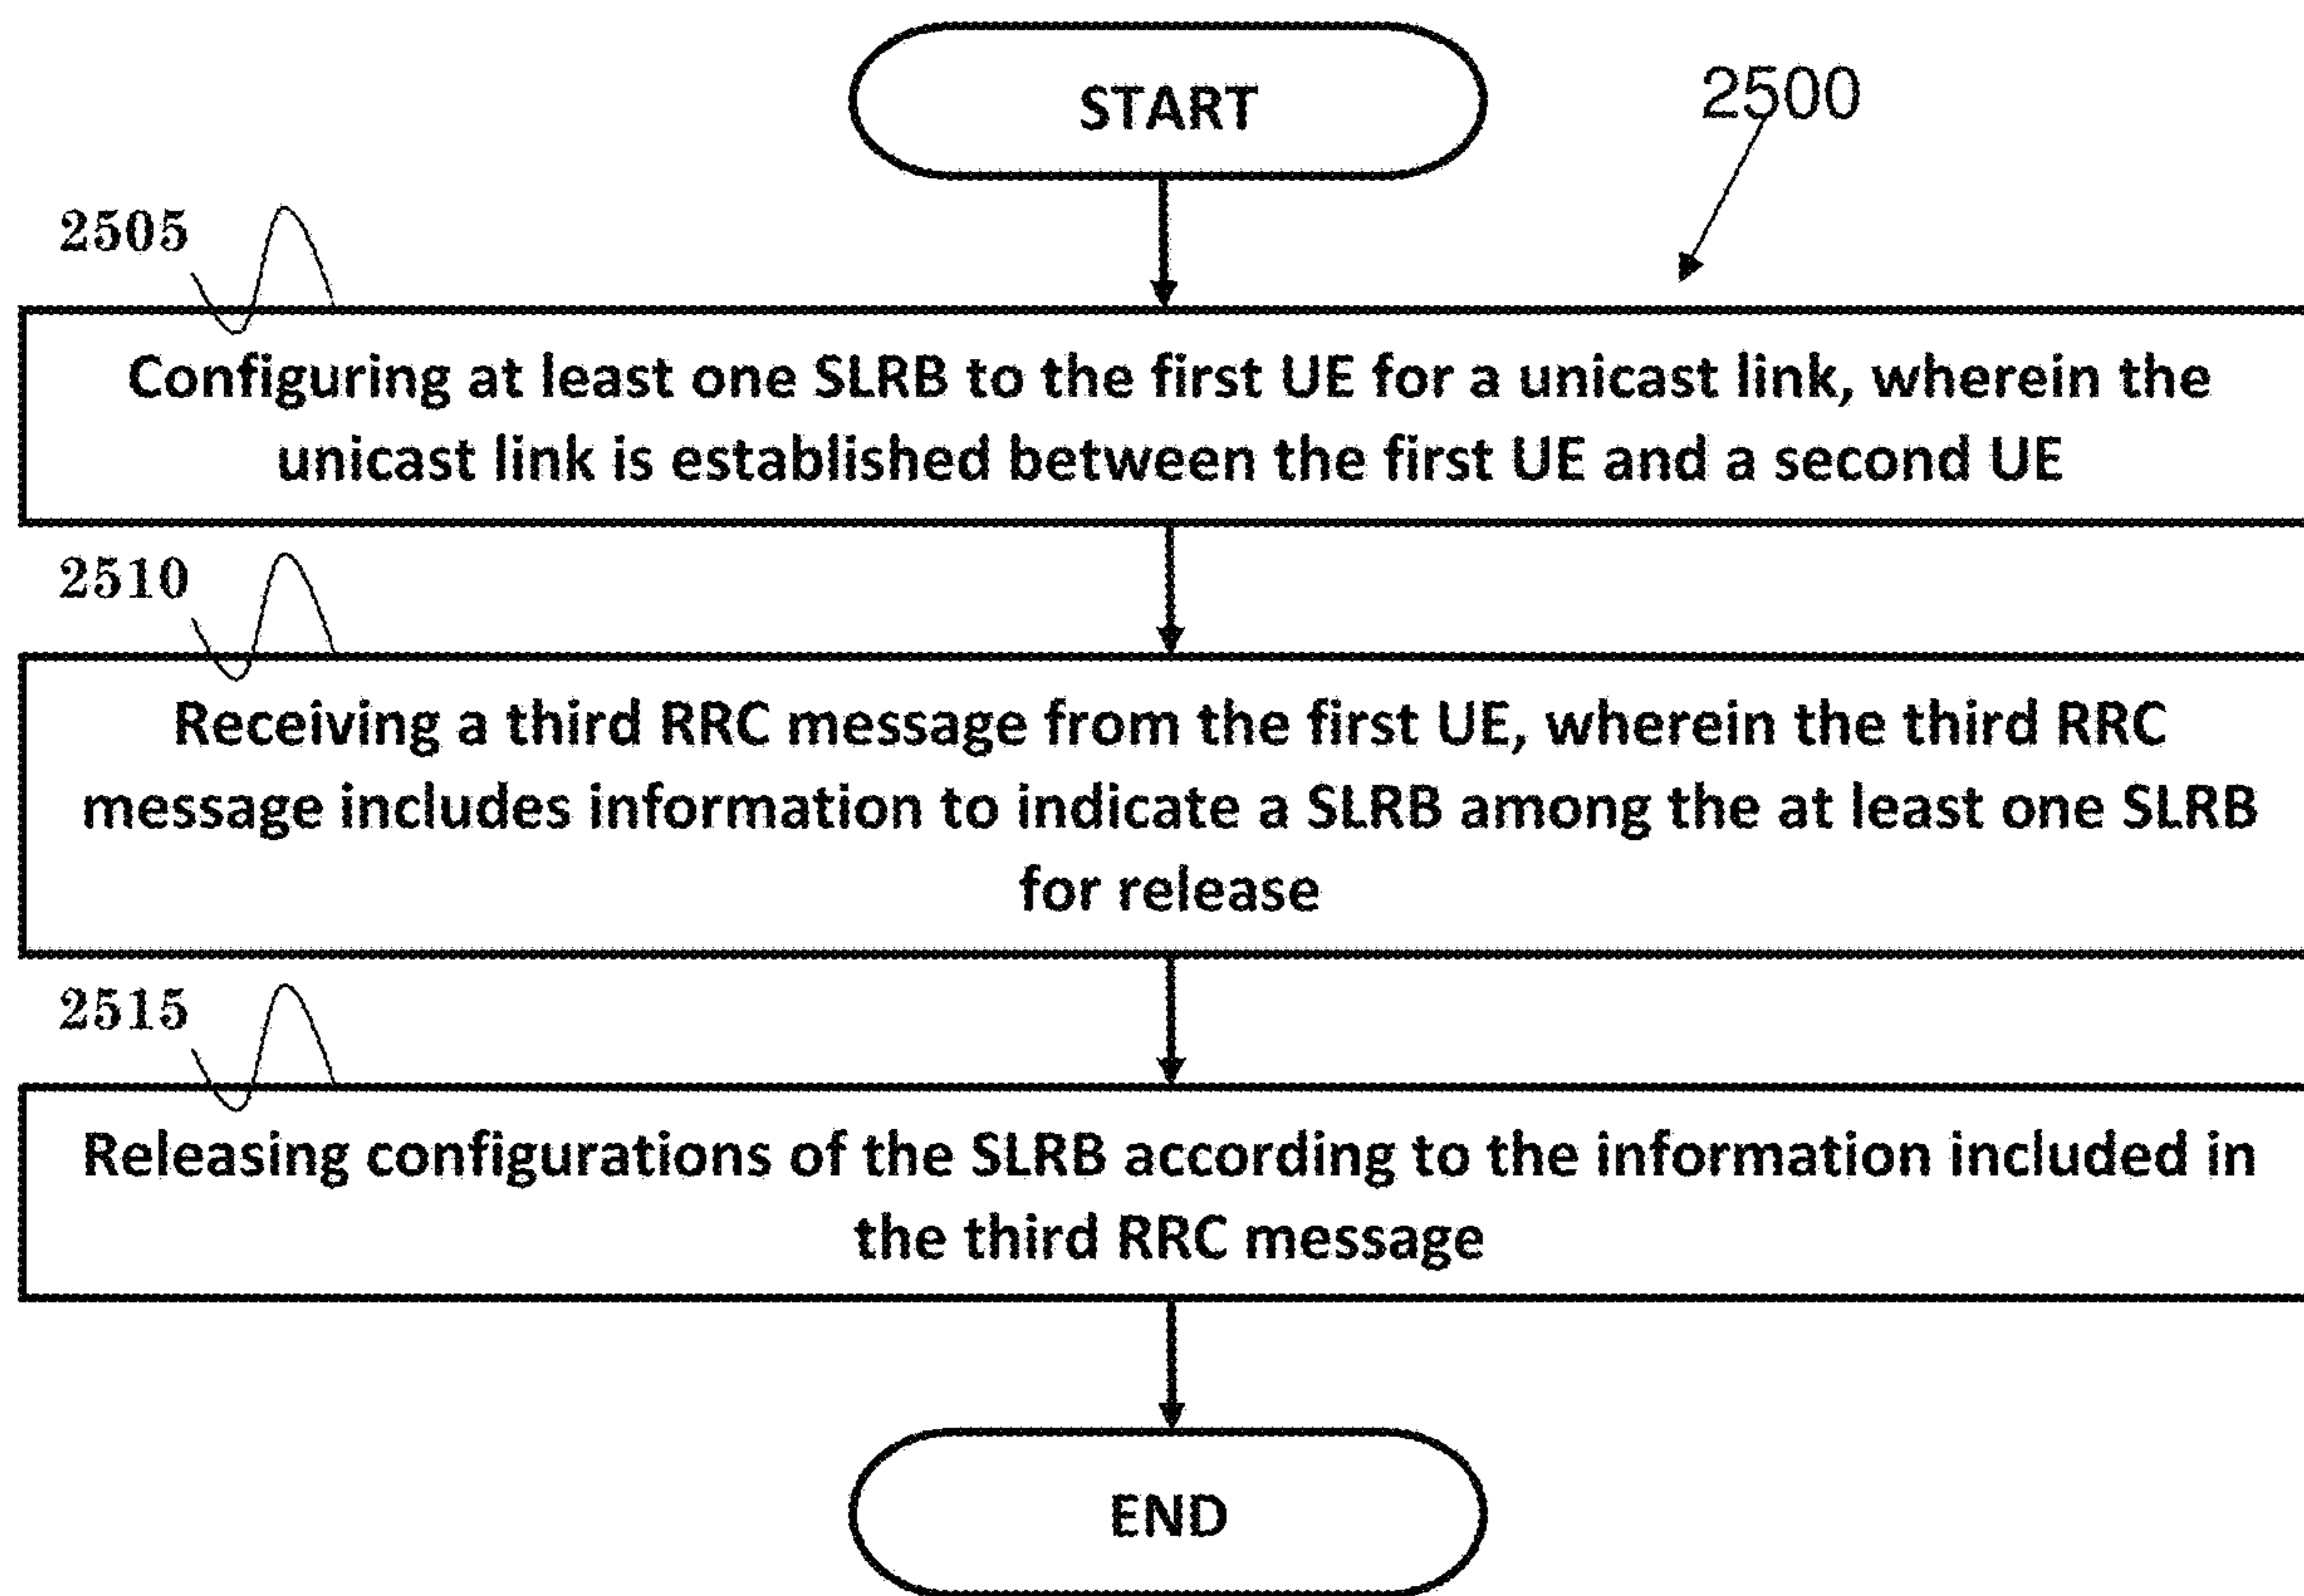 START
2500
2505
Configuring at least one SLRB to the first UE for a unicast link, wherein the
unicast link is established between the first UE and a second UE
2510
Receiving a third RRC message from the first UE, wherein the third RRC
message includes information to indicate a SLRB among the at least one SLRB
for release
2515
Releasing configurations of the SLRB according to the information included in
the third RRC message
END